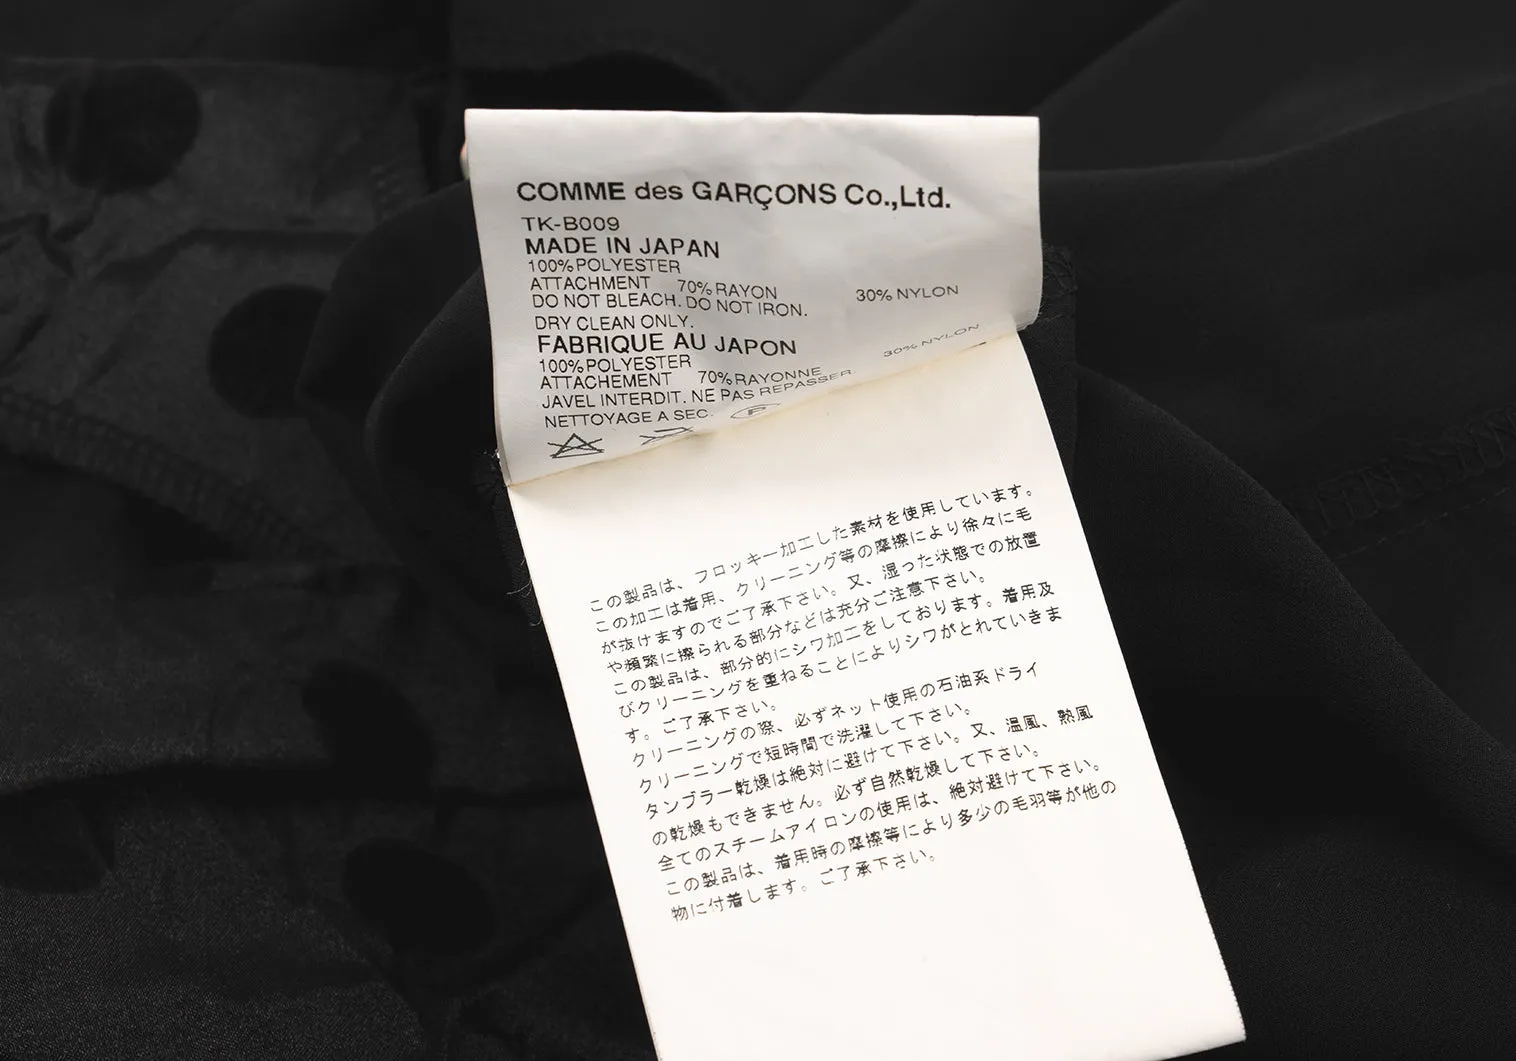 COMME des GARÇONS Co.,Ltd.
TK-B009
MADE IN JAPAN
100%POLYESTER
ATTACHMENT 70%RAYON 30%NYLON
DO NOT BLEACH. DO NOT IRON.
DRY CLEAN ONLY.
FABRIQUE AU JAPON
100%POLYESTER
ATTACHEMENT 70%RAYONNE 30%NYLON
JAVEL INTERDIT. NE PAS REPASSER.
NETTOYAGE A SEC.
この製品は、フロッキー加工した素材を使用しています。
この加工は着用、クリーニング等の摩擦により徐々に毛
が抜けますのでご了承下さい。又、湿った状態での放置
や頻繁に擦られる部分などは充分ご注意下さい。
この製品は、部分的にシワ加工をしております。着用及
びクリーニングを重ねることによりシワがとれていきま
す。ご了承下さい。
クリーニングの際、必ずネット使用の石油系ドライ
クリーニングで短時間で洗濯して下さい。
タンブラー乾燥は絶対に避けて下さい。又、温風、熱風
の乾燥もできません。必ず自然乾燥して下さい。
全てのスチームアイロンの使用は、絶対避けて下さい。
この製品は、着用時の摩擦等により多少の毛羽等が他の
物に付着します。ご了承下さい。